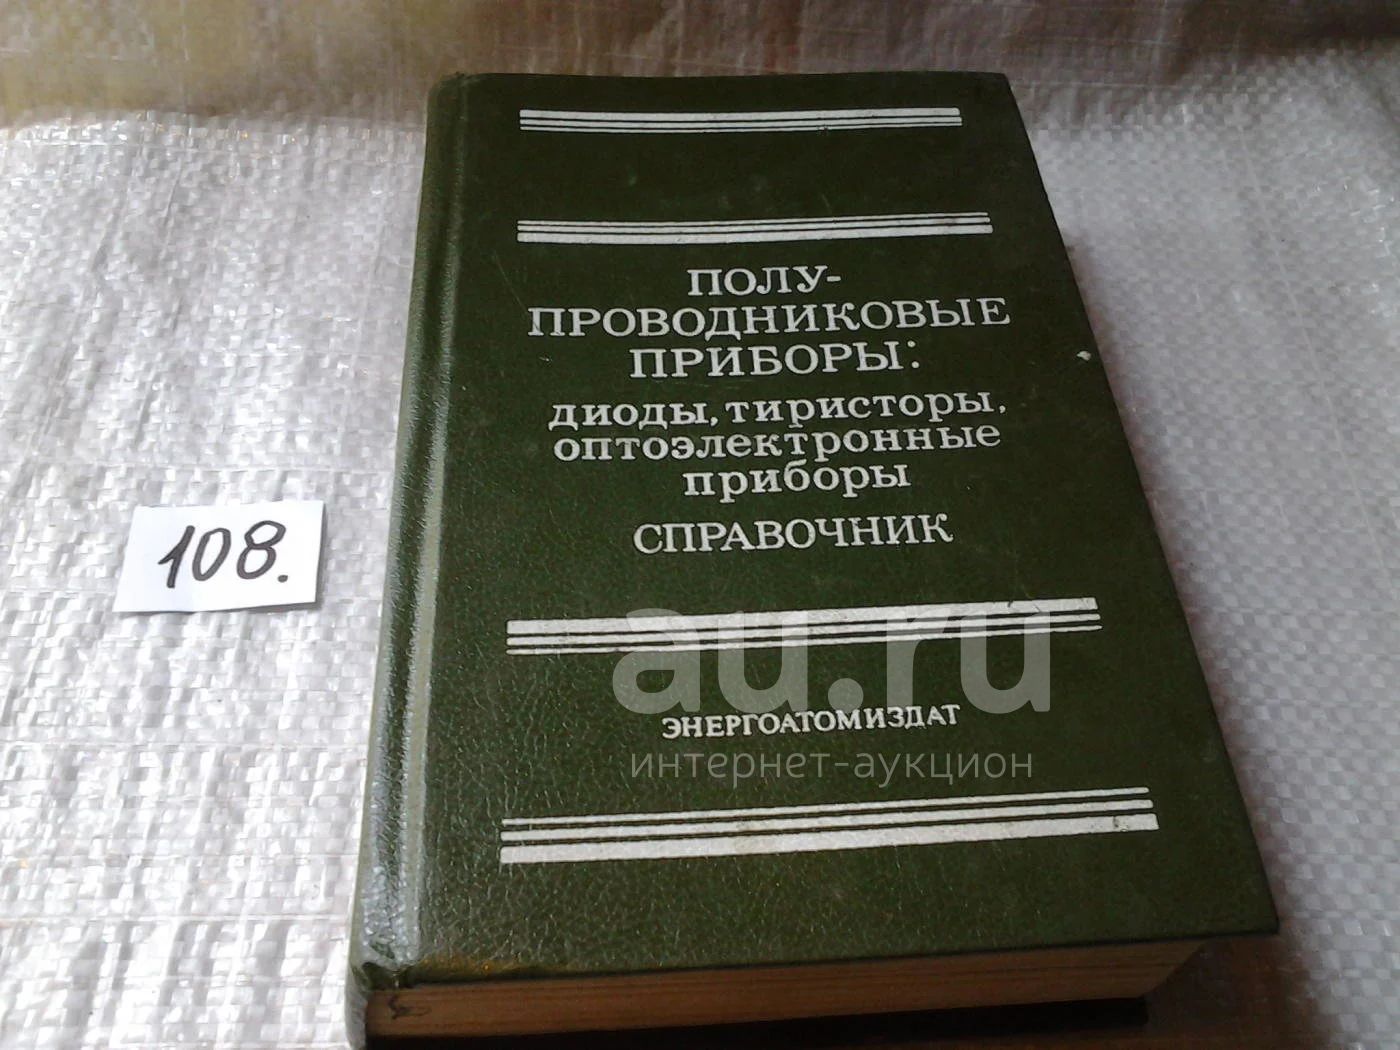 ПОЛУ-
ПРОВОДНИКОВЫЕ
ПРИБОРЫ:
диоды, тиристоры,
оптоэлектронные
приборы
СПРАВОЧНИК
108.
au.ru
ЭНЕРГОАТОМИЗДАТ
интернет-аукцион